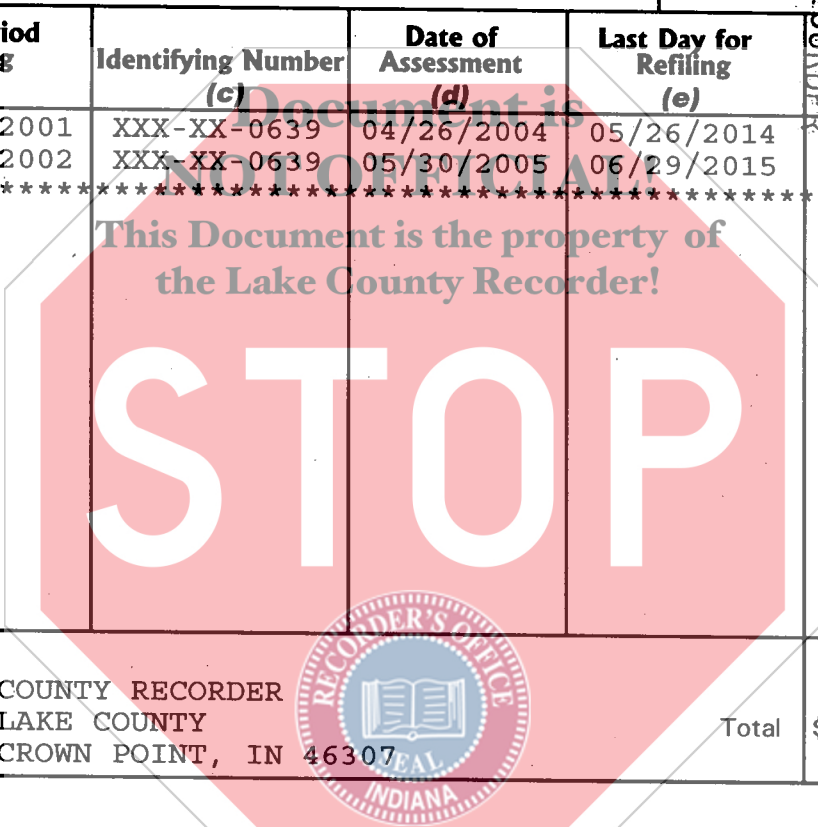 iod Identifying Number Date of Assessment Last Day for Refiling
g (c) (d) (e)
2001 XXX-XX-0639 04/26/2004 05/26/2014
2002 XXX-XX-0639 05/30/2005 06/29/2015
****************************************************
Document is
NOT OFFICIAL!
This Document is the property of
the Lake County Recorder!
STOP
COUNTY RECORDER
LAKE COUNTY
CROWN POINT, IN 46307
Total $
RECORDER'S OFFICE
SEAL
INDIANA